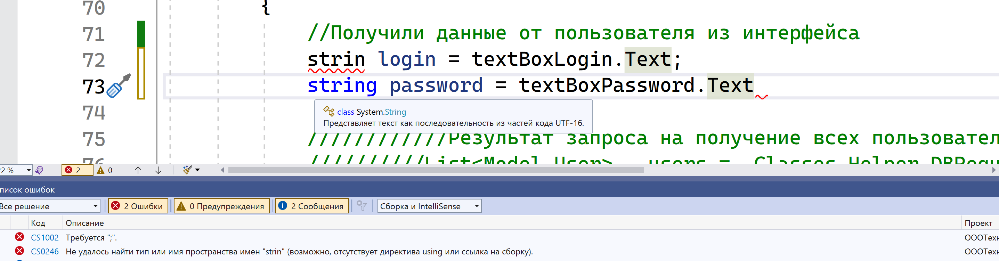 70 {
71 //Получили данные от пользователя из интерфейса
72 strin login = textBoxLogin.Text;
73 string password = textBoxPassword.Text
class System.String
74
Представляет текст как последовательность из частей кода UTF-16.
75 ////////////Результат запроса на получение всех пользовател
76 //////////List<Model.User> users = Classes.Helper.DBRequ
22 % 2 0
писок ошибок
Все решение 2 Ошибки 0 Предупреждения 2 Сообщения Сборка и IntelliSense
Код Описание Проект
CS1002 Требуется ";". ОООТехн
CS0246 Не удалось найти тип или имя пространства имен "strin" (возможно, отсутствует директива using или ссылка на сборку). ОООТехн